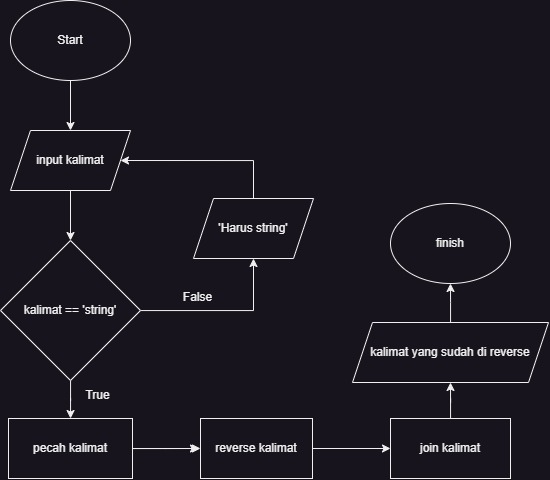 Start
input kalimat
'Harus string'
kalimat == 'string'
False
True
pecah kalimat
reverse kalimat
join kalimat
kalimat yang sudah di reverse
finish